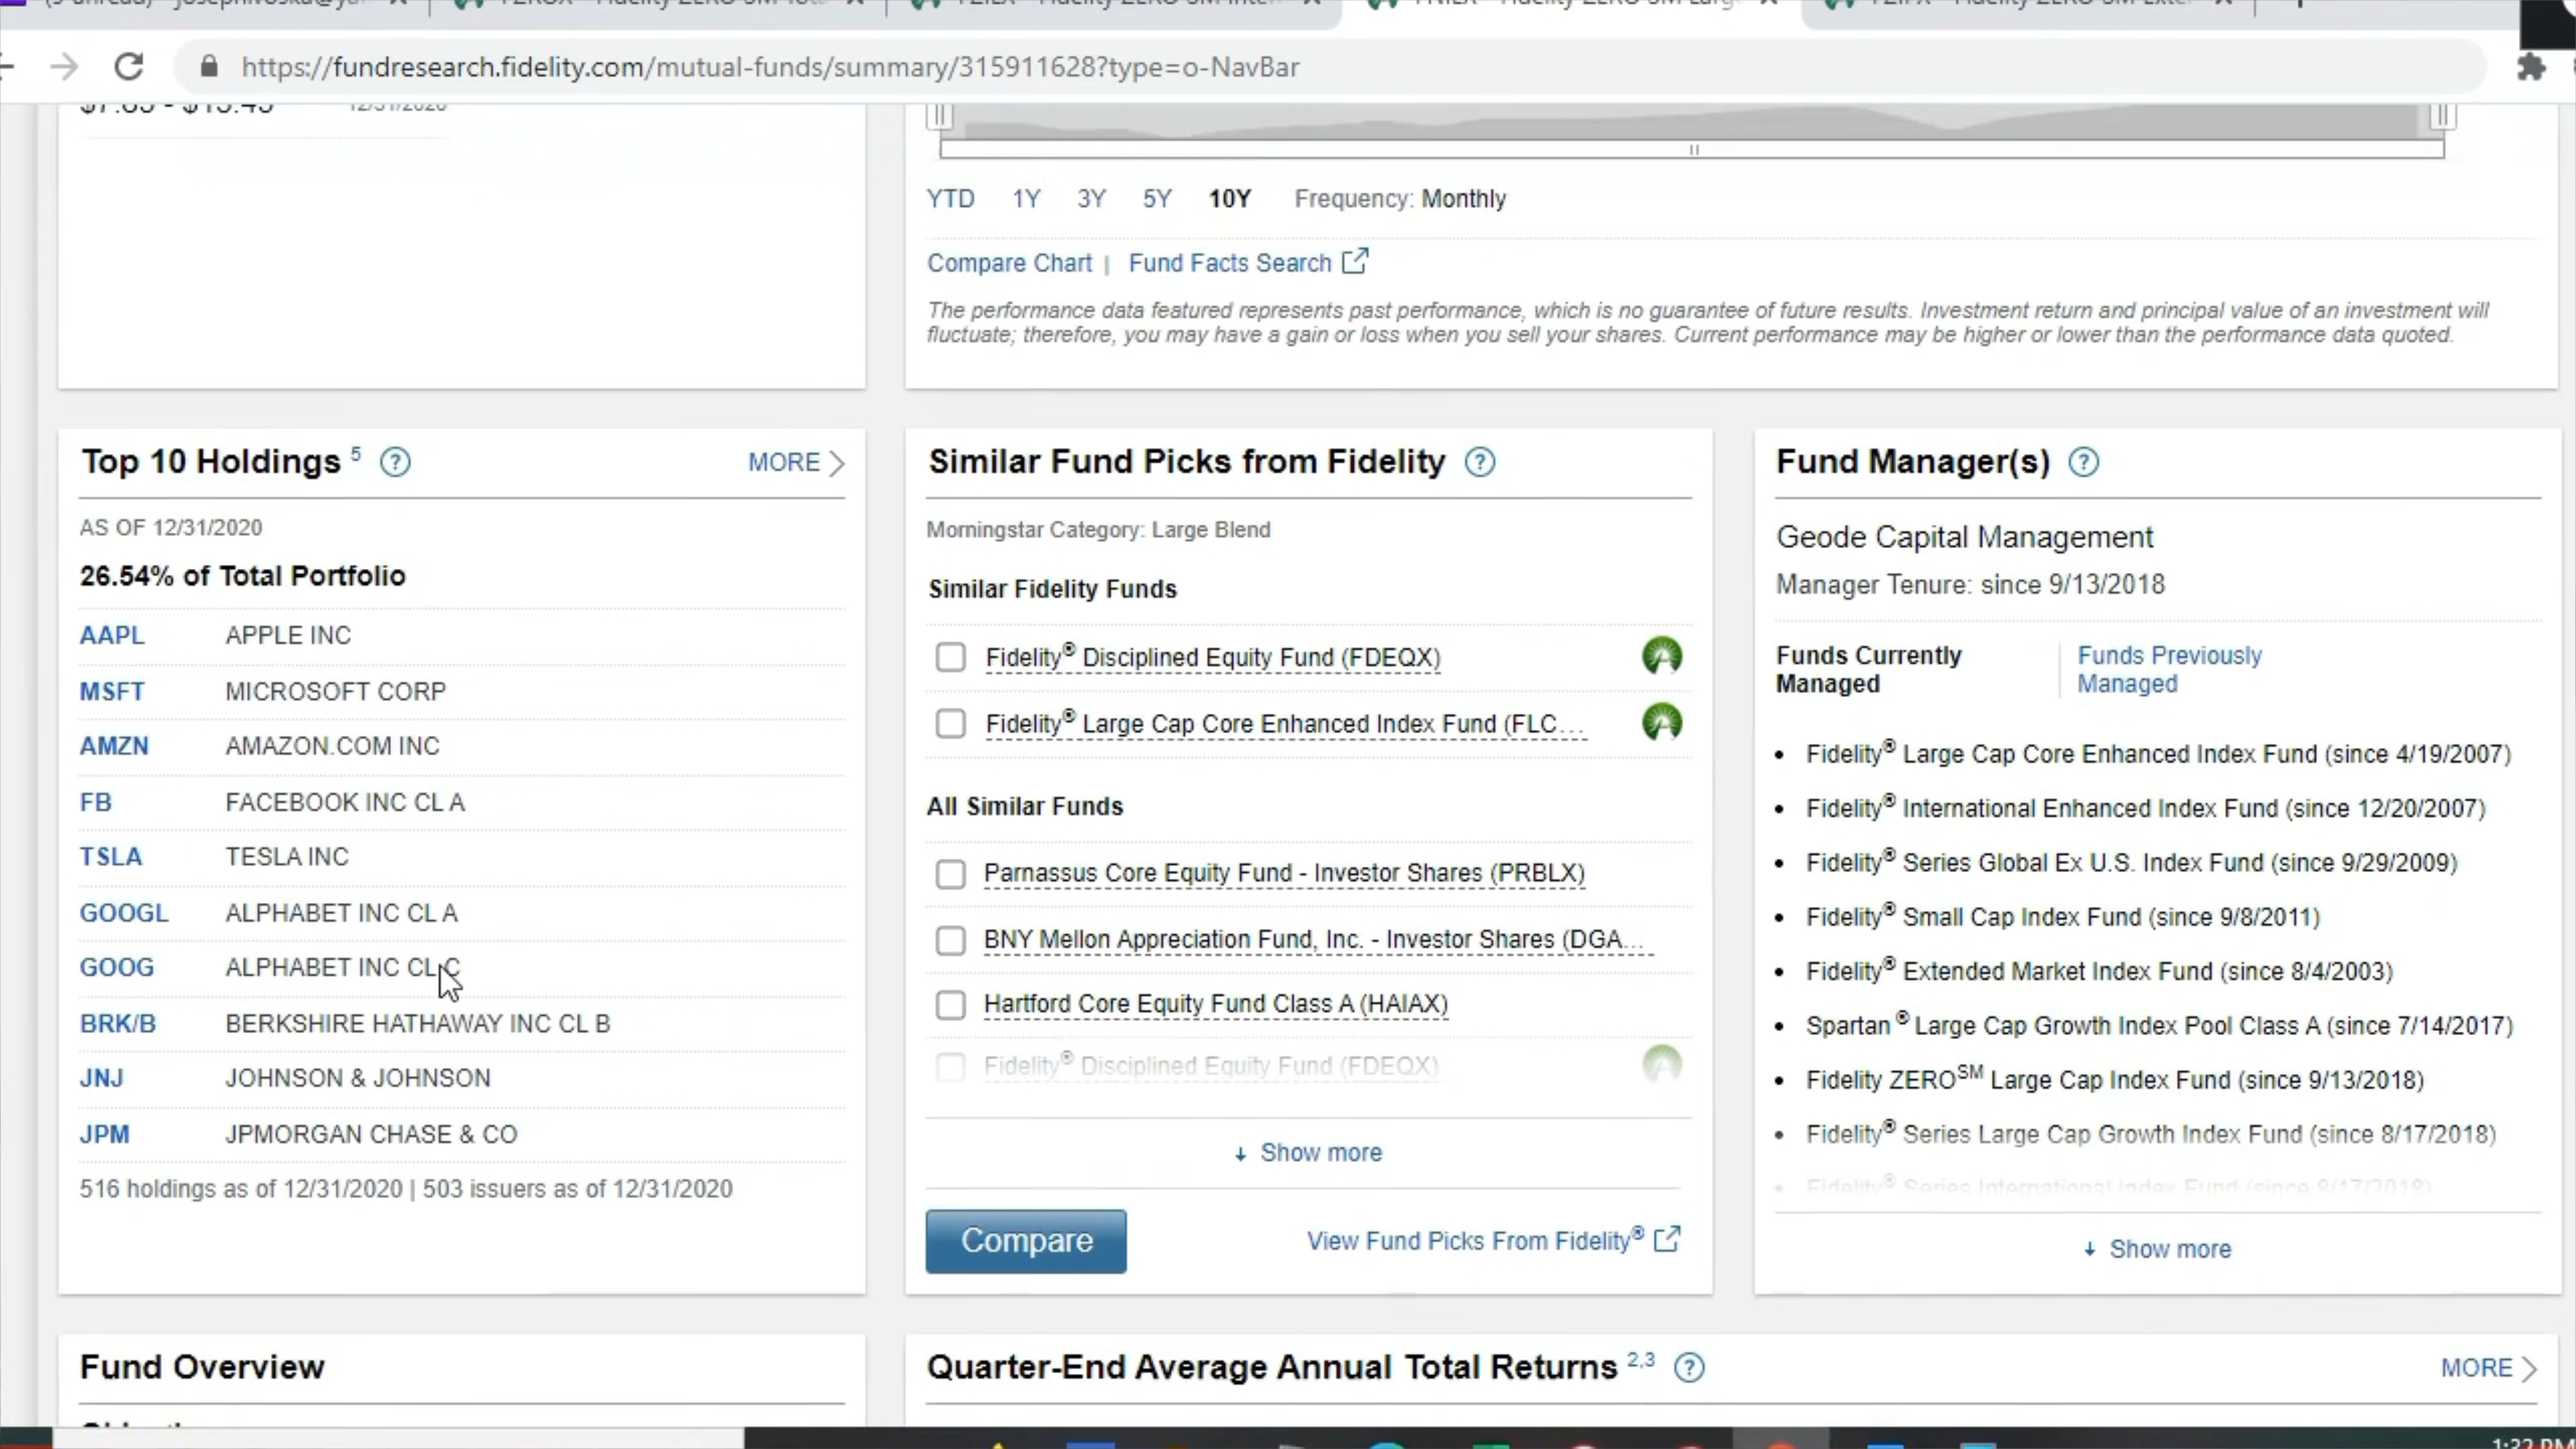 https://fundresearch.fidelity.com/mutual-funds/summary/315911628?type=o-NavBar
12/31/2020
YTD 1Y 3Y 5Y 10Y Frequency: Monthly
Compare Chart | Fund Facts Search
The performance data featured represents past performance, which is no guarantee of future results. Investment return and principal value of an investment will
fluctuate; therefore, you may have a gain or loss when you sell your shares. Current performance may be higher or lower than the performance data quoted.
Top 10 Holdings 5 ? MORE
AS OF 12/31/2020
26.54% of Total Portfolio
AAPL APPLE INC
MSFT MICROSOFT CORP
AMZN AMAZON.COM INC
FB FACEBOOK INC CL A
TSLA TESLA INC
GOOGL ALPHABET INC CL A
GOOG ALPHABET INC CL C
BRK/B BERKSHIRE HATHAWAY INC CL B
JNJ JOHNSON & JOHNSON
JPM JPMORGAN CHASE & CO
516 holdings as of 12/31/2020 | 503 issuers as of 12/31/2020
Similar Fund Picks from Fidelity ?
Morningstar Category: Large Blend
Similar Fidelity Funds
Fidelity® Disciplined Equity Fund (FDEQX)
Fidelity® Large Cap Core Enhanced Index Fund (FLC...
All Similar Funds
Parnassus Core Equity Fund - Investor Shares (PRBLX)
BNY Mellon Appreciation Fund, Inc. - Investor Shares (DGA...
Hartford Core Equity Fund Class A (HAIAX)
Fidelity® Disciplined Equity Fund (FDEQX)
Show more
Compare View Fund Picks From Fidelity®
Fund Manager(s) ?
Geode Capital Management
Manager Tenure: since 9/13/2018
Funds Currently
Managed
Funds Previously
Managed
• Fidelity® Large Cap Core Enhanced Index Fund (since 4/19/2007)
• Fidelity® International Enhanced Index Fund (since 12/20/2007)
• Fidelity® Series Global Ex U.S. Index Fund (since 9/29/2009)
• Fidelity® Small Cap Index Fund (since 9/8/2011)
• Fidelity® Extended Market Index Fund (since 8/4/2003)
• Spartan® Large Cap Growth Index Pool Class A (since 7/14/2017)
• Fidelity ZERO℠ Large Cap Index Fund (since 9/13/2018)
• Fidelity® Series Large Cap Growth Index Fund (since 8/17/2018)
• Fidelity® Series International Index Fund (since 8/17/2018)
Show more
Fund Overview
Quarter-End Average Annual Total Returns 2,3 ? MORE